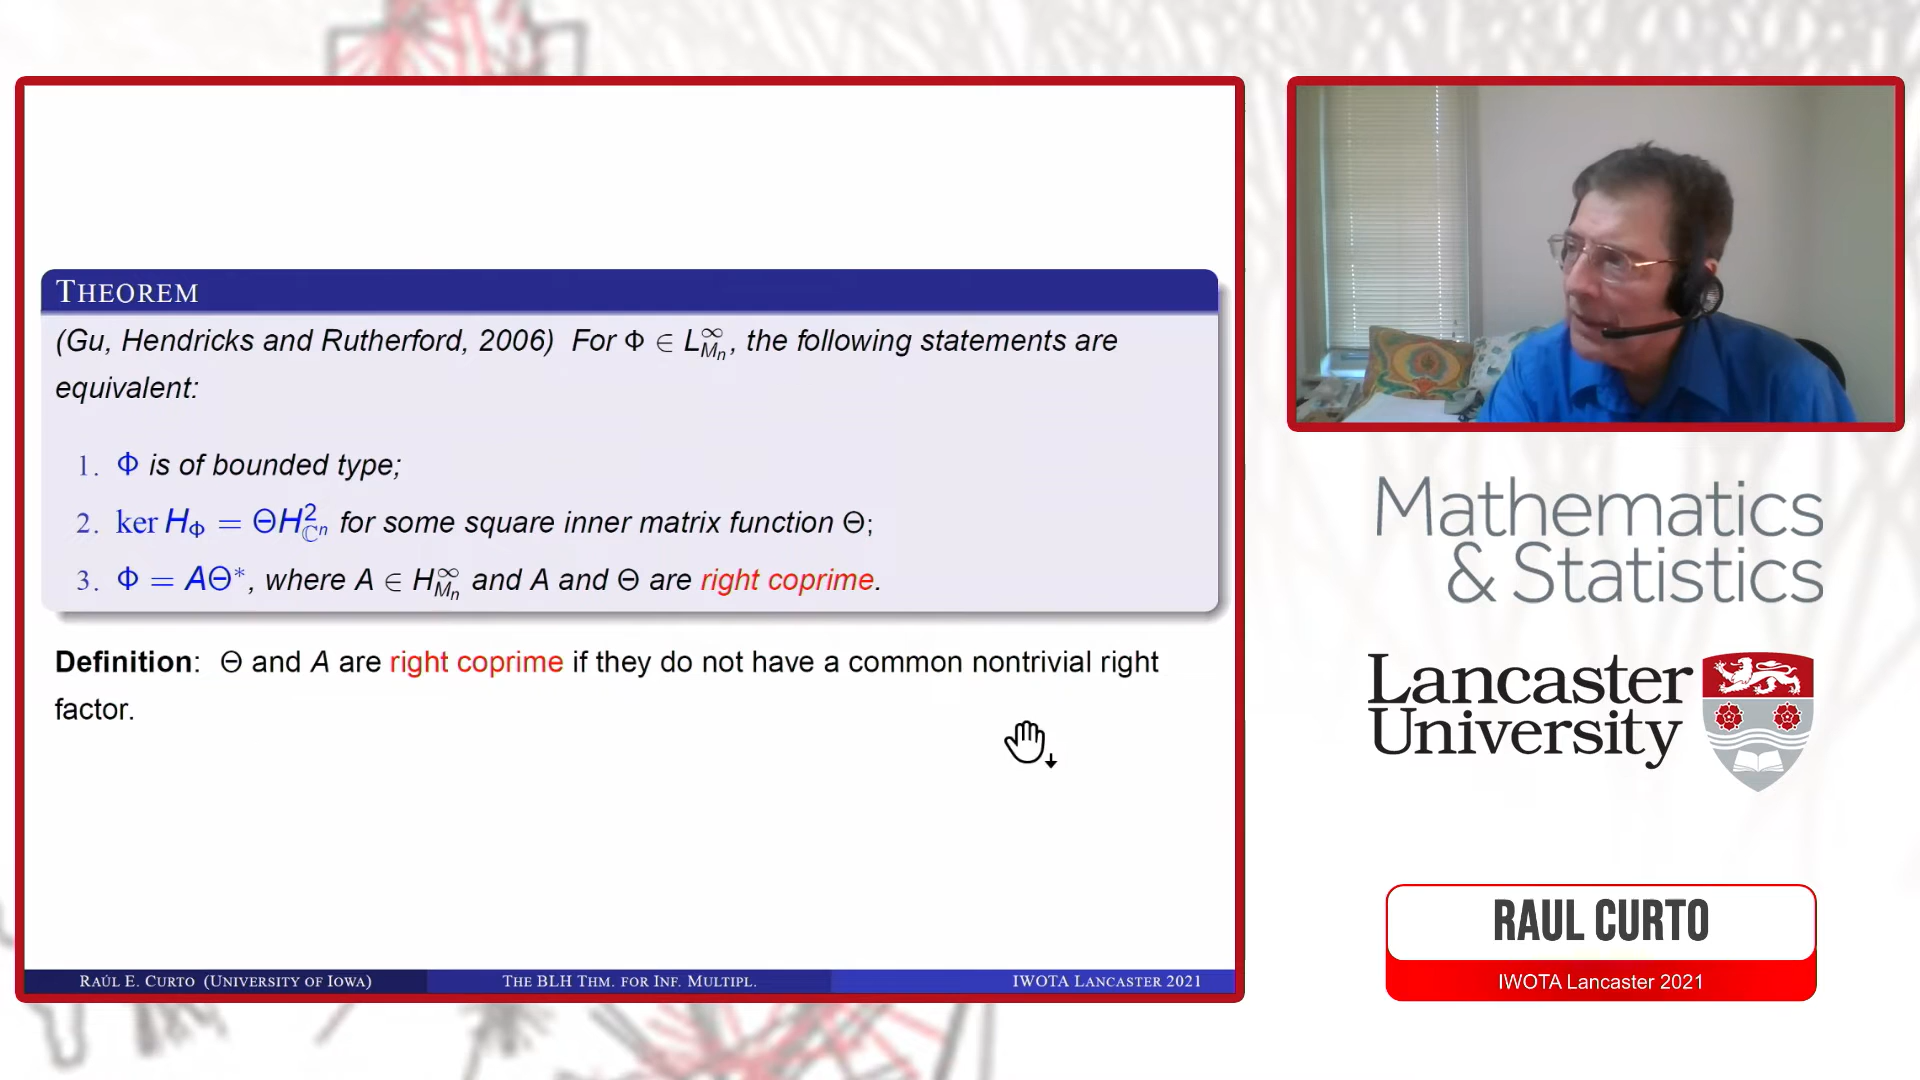 THEOREM
(Gu, Hendricks and Rutherford, 2006) For Φ ∈ L^∞_{M_n}, the following statements are
equivalent:
1. Φ is of bounded type;
2. ker H_Φ = ΘH^2_{ℂ^n} for some square inner matrix function Θ;
3. Φ = AΘ*, where A ∈ H^∞_{M_n} and A and Θ are right coprime.
Definition: Θ and A are right coprime if they do not have a common nontrivial right
factor.
RAÚL E. CURTO (UNIVERSITY OF IOWA)
THE BLH THM. FOR INF. MULTIPL.
IWOTA LANCASTER 2021
Mathematics
& Statistics
Lancaster
University
RAUL CURTO
IWOTA Lancaster 2021